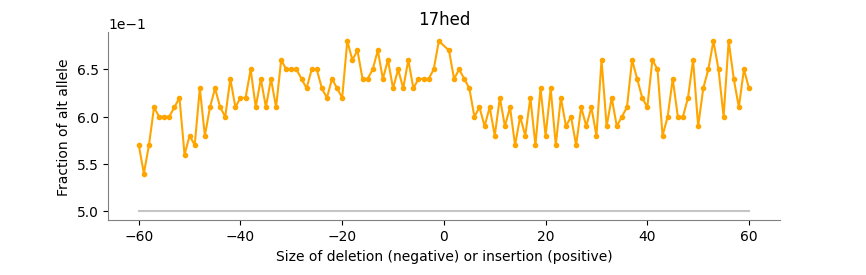 17hed
1e−1
Fraction of alt allele
6.5
6.0
5.5
5.0
−60 −40 −20 0 20 40 60
Size of deletion (negative) or insertion (positive)